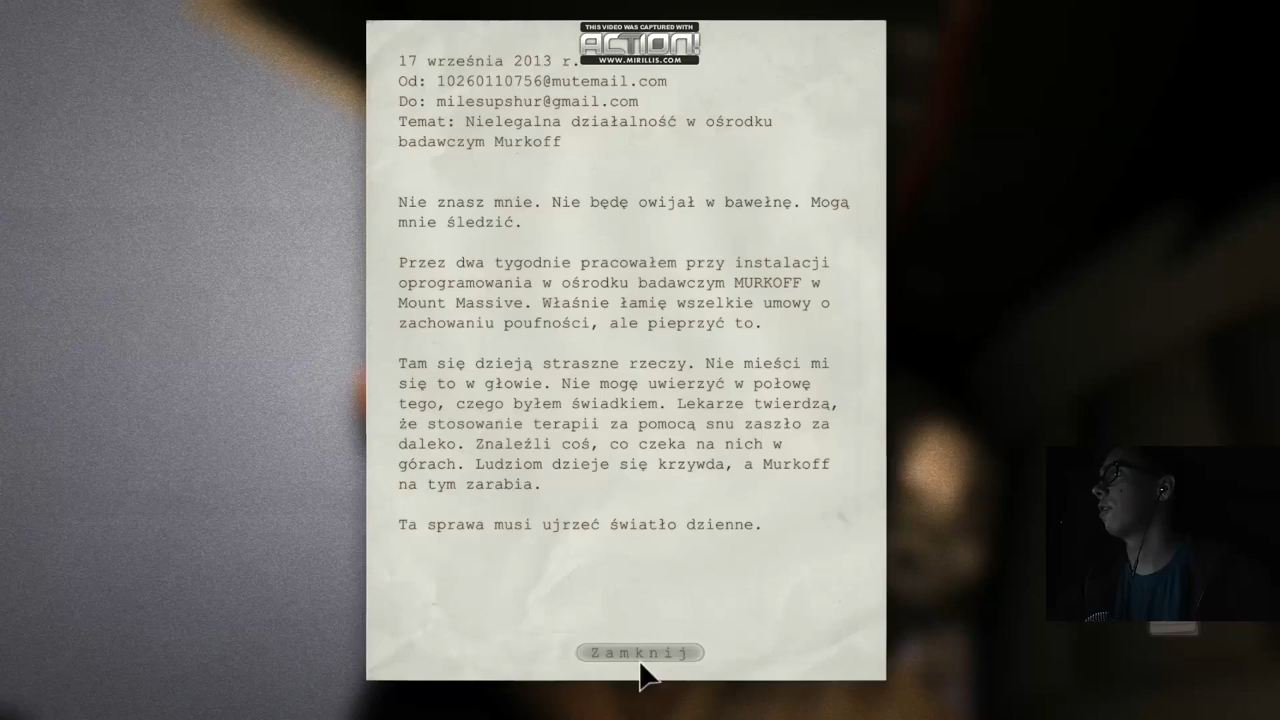 THIS VIDEO WAS CAPTURED WITH
ACTION!
WWW.MIRILLIS.COM
17 września 2013 r.
Od: 10260110756@mutemail.com
Do: milesupshur@gmail.com
Temat: Nielegalna działalność w ośrodku
badawczym Murkoff
Nie znasz mnie. Nie będę owijał w bawełnę. Mogą
mnie śledzić.
Przez dwa tygodnie pracowałem przy instalacji
oprogramowania w ośrodku badawczym MURKOFF w
Mount Massive. Właśnie łamię wszelkie umowy o
zachowaniu poufności, ale pieprzyć to.
Tam się dzieją straszne rzeczy. Nie mieści mi
się to w głowie. Nie mogę uwierzyć w połowę
tego, czego byłem świadkiem. Lekarze twierdzą,
że stosowanie terapii za pomocą snu zaszło za
daleko. Znaleźli coś, co czeka na nich w
górach. Ludziom dzieje się krzywda, a Murkoff
na tym zarabia.
Ta sprawa musi ujrzeć światło dzienne.
Zamknij